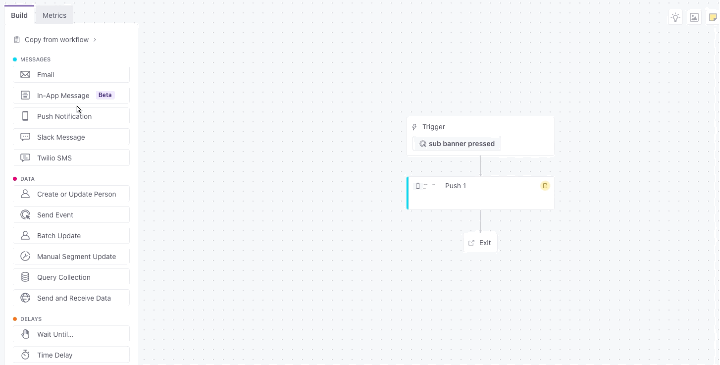 Build Metrics
Copy from workflow
MESSAGES
Email
In-App Message Beta
Push Notification
Slack Message
Twilio SMS
DATA
Create or Update Person
Send Event
Batch Update
Manual Segment Update
Query Collection
Send and Receive Data
DELAYS
Wait Until...
Time Delay
Trigger
sub banner pressed
Push 1
Exit